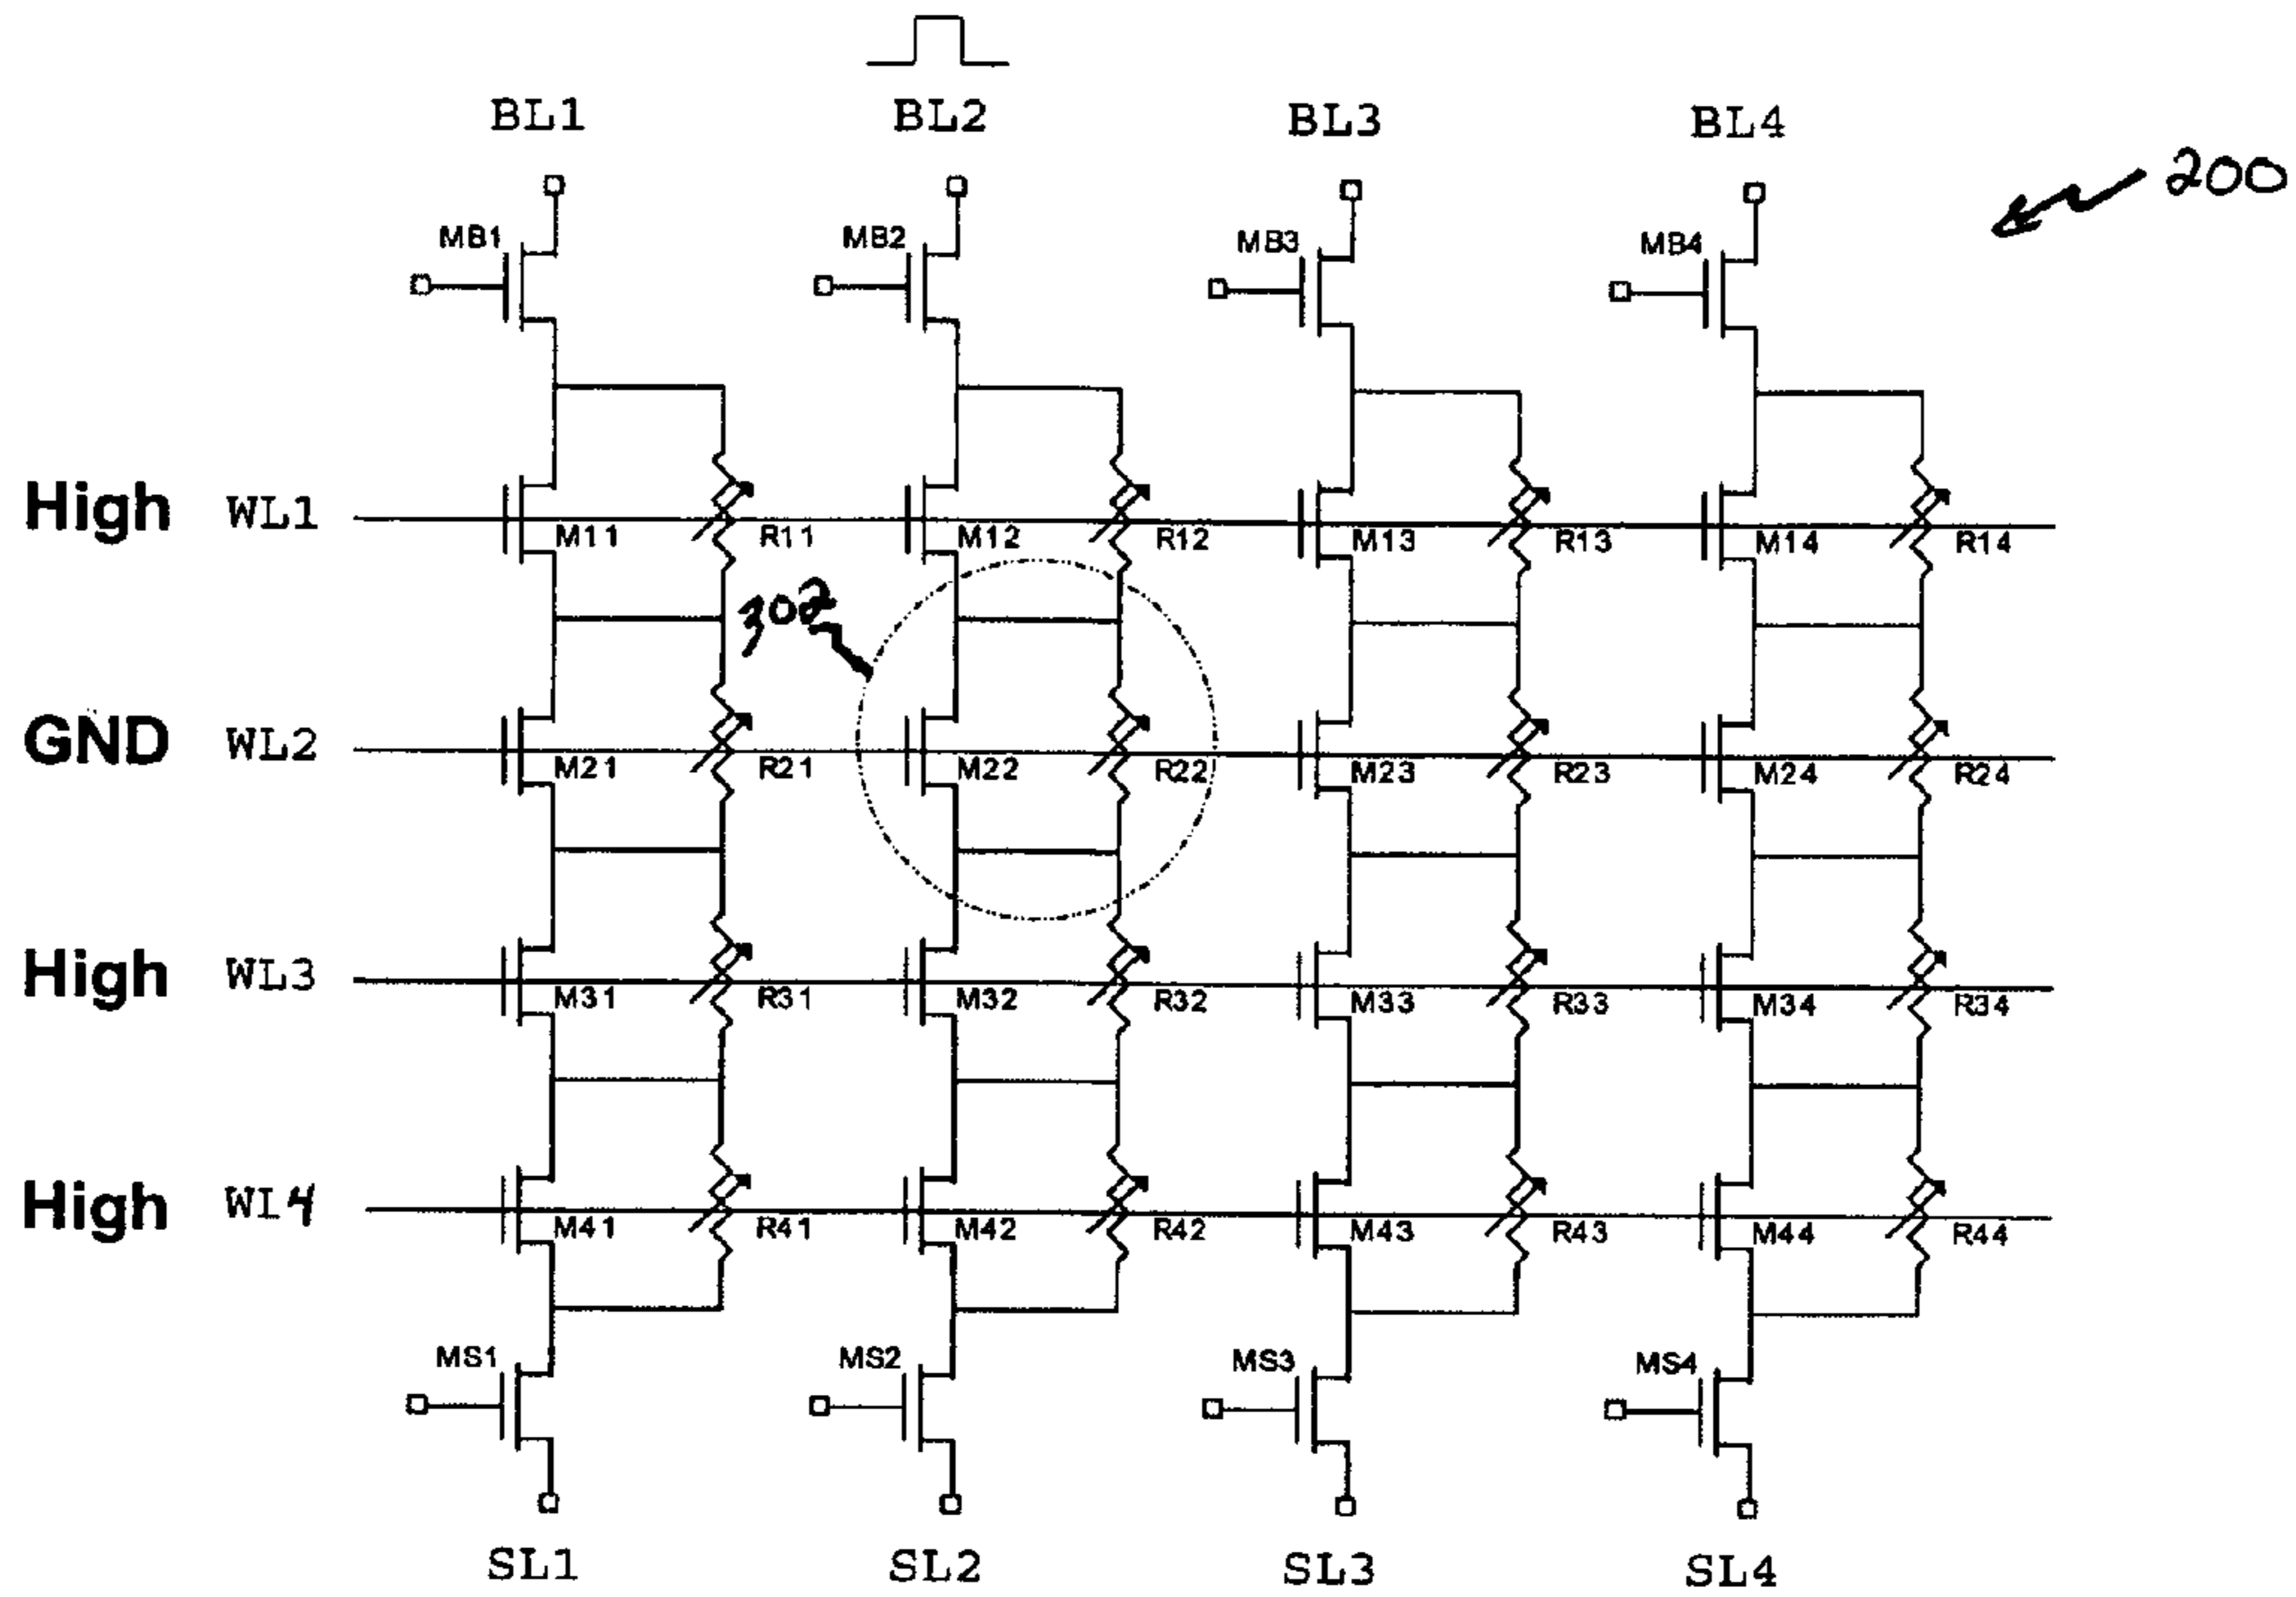 BL1 BL2 BL3 BL4
200
MB1 MB2 MB3 MB4
High WL1 M11 R11 M12 R12 M13 R13 M14 R14
302
GND WL2 M21 R21 M22 R22 M23 R23 M24 R24
High WL3 M31 R31 M32 R32 M33 R33 M34 R34
High WL4 M41 R41 M42 R42 M43 R43 M44 R44
MS1 MS2 MS3 MS4
SL1 SL2 SL3 SL4